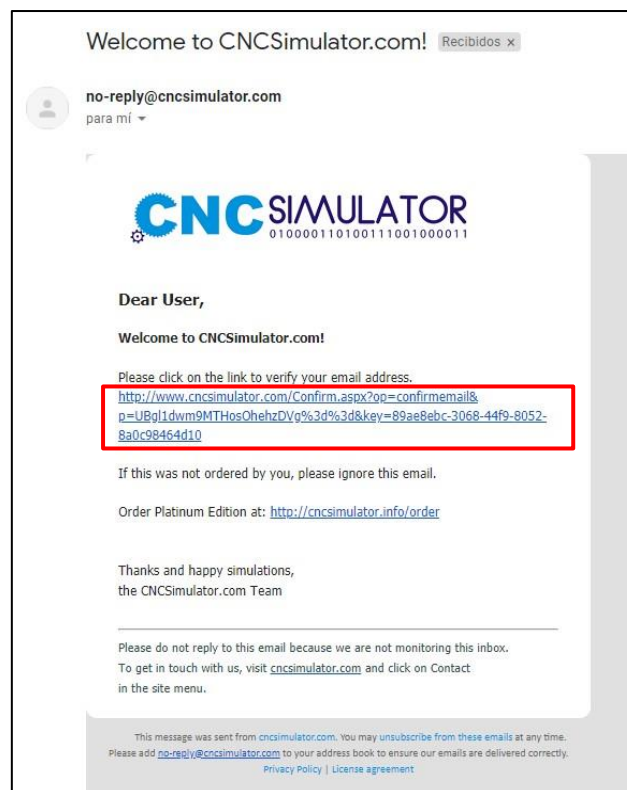 Welcome to CNCSimulator.com! Recibidos x
no-reply@cncsimulator.com
para mí
CNC SIMULATOR
01000011010011100100001​1
Dear User,
Welcome to CNCSimulator.com!
Please click on the link to verify your email address.
http://www.cncsimulator.com/Confirm.aspx?op=confirmemail&
p=UBgl1dwm9MTHosOhehzDVg%3d%3d&key=89ae8ebc-3068-44f9-8052-
8a0c98464d10
If this was not ordered by you, please ignore this email.
Order Platinum Edition at: http://cncsimulator.info/order
Thanks and happy simulations,
the CNCSimulator.com Team
Please do not reply to this email because we are not monitoring this inbox.
To get in touch with us, visit cncsimulator.com and click on Contact
in the site menu.
This message was sent from cncsimulator.com. You may unsubscribe from these emails at any time.
Please add no-reply@cncsimulator.com to your address book to ensure our emails are delivered correctly.
Privacy Policy | License agreement